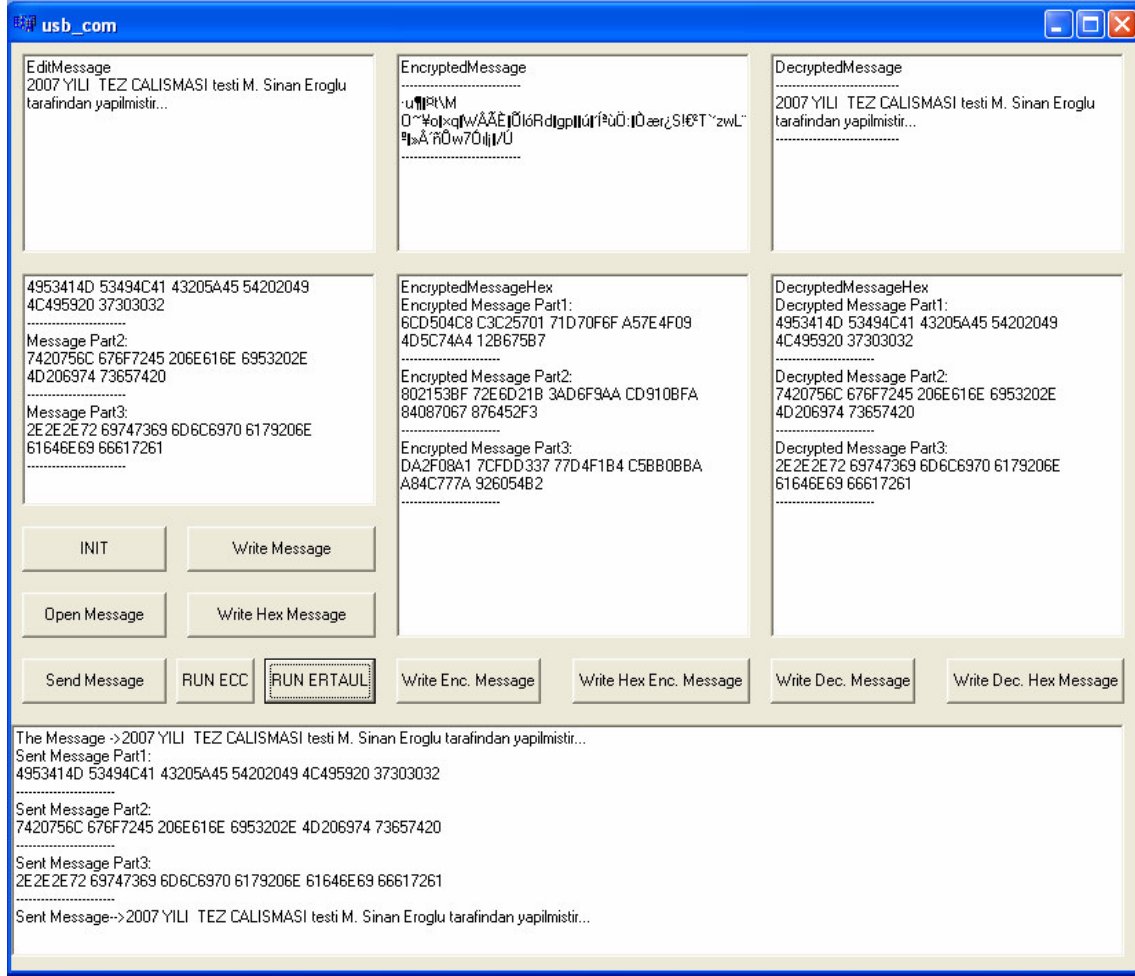 usb_com
EditMessage
2007 YILI TEZ CALISMASI testi M. Sinan Eroglu
tarafindan yapilmistir...
EncryptedMessage
------------------------------
------------------------------
DecryptedMessage
------------------------------
2007 YILI TEZ CALISMASI testi M. Sinan Eroglu
tarafindan yapilmistir...
------------------------------
4953414D 53494C41 43205A45 54202049
4C495920 37303032
------------------------
Message Part2:
7420756C 676F7245 206E616E 6953202E
4D206974 73657420
------------------------
Message Part3:
2E2E2E72 69747369 6D6C6970 6179206E
61646E69 66617261
------------------------
EncryptedMessageHex
Encrypted Message Part1:
6CD504C8 C3C25701 71D70F6F A57E4F09
4D5C74A4 12B675B7
------------------------
Encrypted Message Part2:
802153BF 72E6D21B 3AD6F9AA CD910BFA
84087067 876452F3
------------------------
Encrypted Message Part3:
DA2F08A1 7CFDD337 77D4F1B4 C5BB0BBA
A84C777A 926054B2
------------------------
DecryptedMessageHex
Decrypted Message Part1:
4953414D 53494C41 43205A45 54202049
4C495920 37303032
------------------------
Decrypted Message Part2:
7420756C 676F7245 206E616E 6953202E
4D206974 73657420
------------------------
Decrypted Message Part3:
2E2E2E72 69747369 6D6C6970 6179206E
61646E69 66617261
------------------------
INIT
Write Message
Open Message
Write Hex Message
Send Message
RUN ECC
RUN ERTAUL
Write Enc. Message
Write Hex Enc. Message
Write Dec. Message
Write Dec. Hex Message
The Message ->2007 YILI TEZ CALISMASI testi M. Sinan Eroglu tarafindan yapilmistir...
Sent Message Part1:
4953414D 53494C41 43205A45 54202049 4C495920 37303032
------------------------
Sent Message Part2:
7420756C 676F7245 206E616E 6953202E 4D206974 73657420
------------------------
Sent Message Part3:
2E2E2E72 69747369 6D6C6970 6179206E 61646E69 66617261
------------------------
Sent Message-->2007 YILI TEZ CALISMASI testi M. Sinan Eroglu tarafindan yapilmistir...